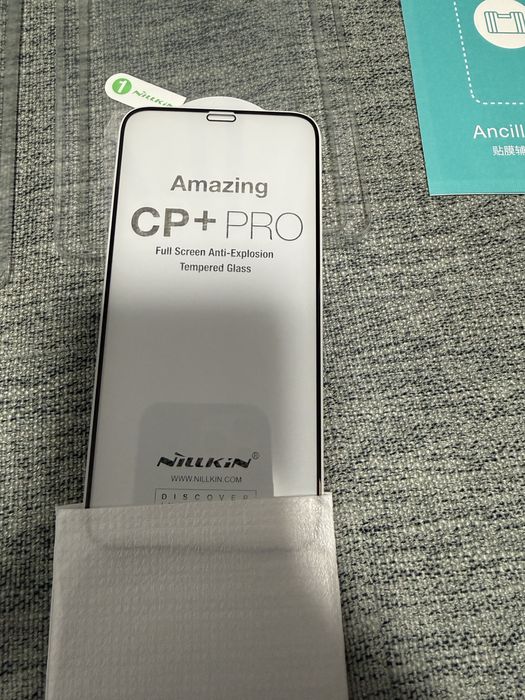 1 NILLKIN
Ancill
贴膜辅
Amazing
CP+ PRO
Full Screen Anti-Explosion
Tempered Glass
NILLKIN®
WWW.NILLKIN.COM
DISCOVER